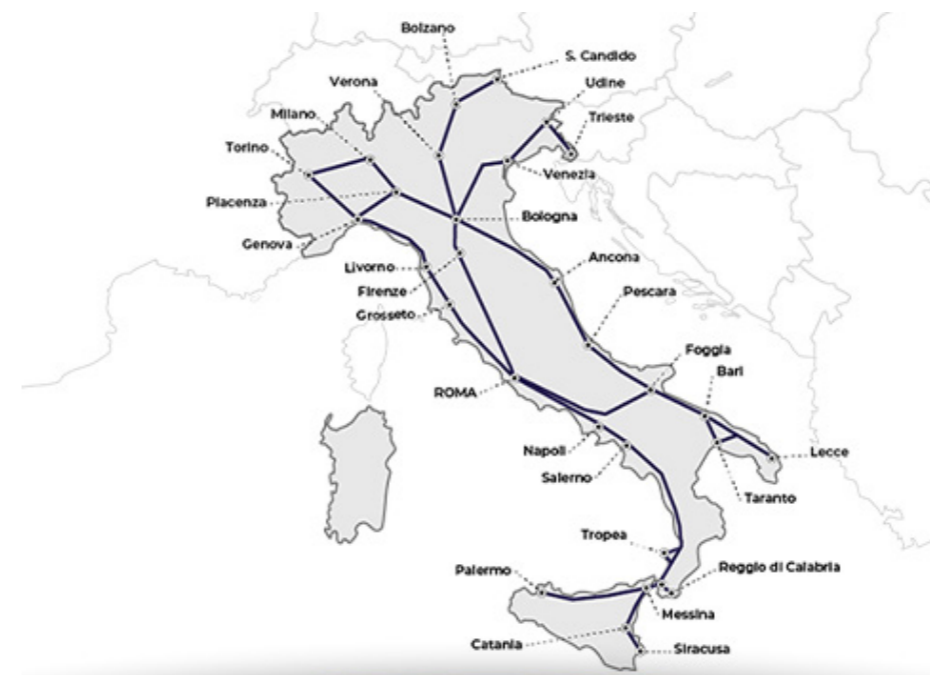 Bolzano
S. Candido
Verona
Udine
Milano
Trieste
Torino
Venezia
Piacenza
Bologna
Genova
Ancona
Livorno
Firenze
Pescara
Grosseto
Foggia
Bari
ROMA
Napoli
Lecce
Salerno
Taranto
Tropea
Reggio di Calabria
Palermo
Messina
Catania
Siracusa